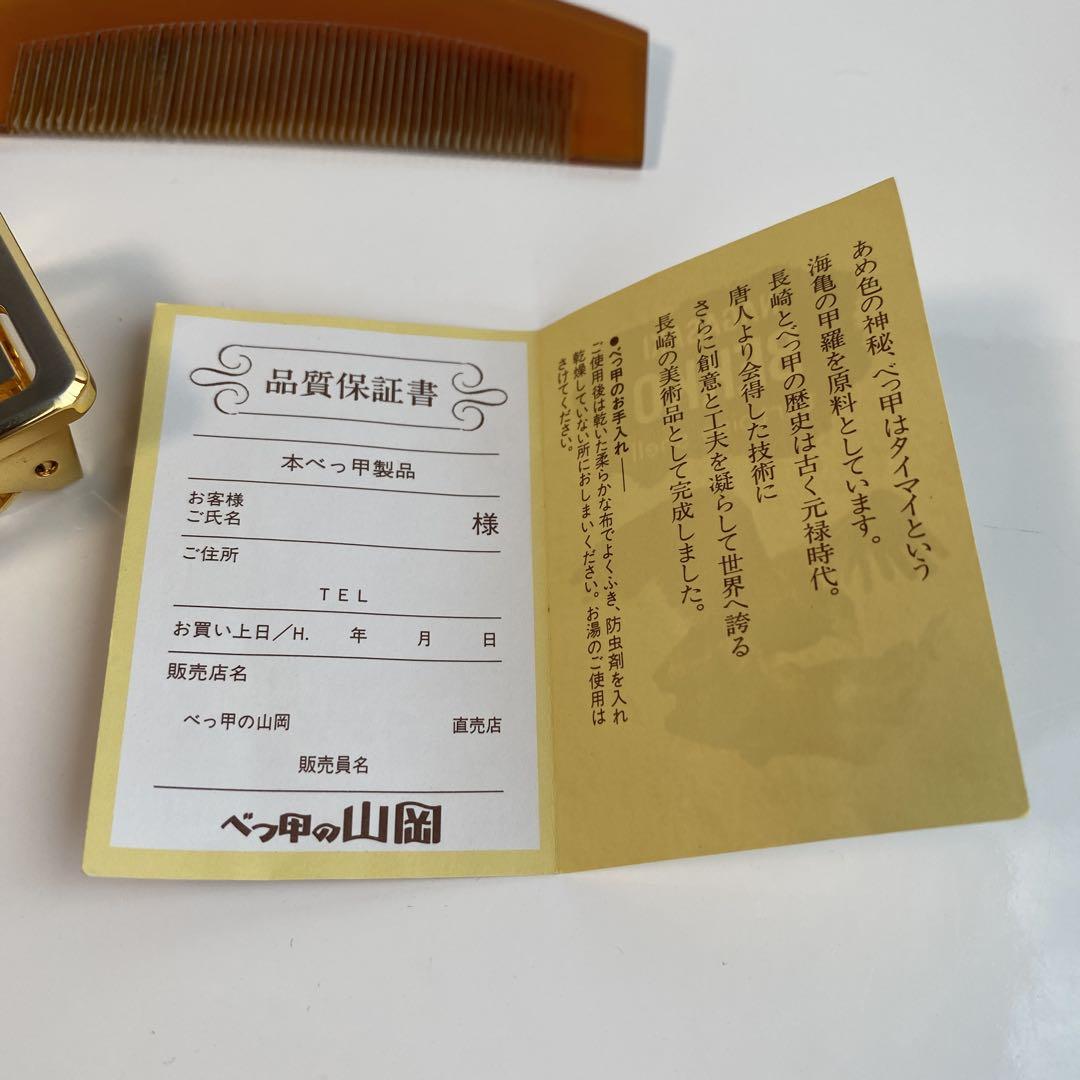 品質保証書
本べっ甲製品
お客様
ご氏名 様
ご住所
TEL
お買い上日/H. 年 月 日
販売店名
べっ甲の山岡 直売店
販売員名
べっ甲の山岡
あめ色の神秘、べっ甲はタイマイという
海亀の甲羅を原料としています。
長崎とべっ甲の歴史は古く元禄時代。
唐人より会得した技術に
さらに創意と工夫を凝らして世界へ誇る
長崎の美術品として完成しました。
●べっ甲のお手入れ——
ご使用後は乾いた柔らかな布でよくふき、防虫剤を入れ
乾燥していない所におしまいください。お湯のご使用は
さけてください。